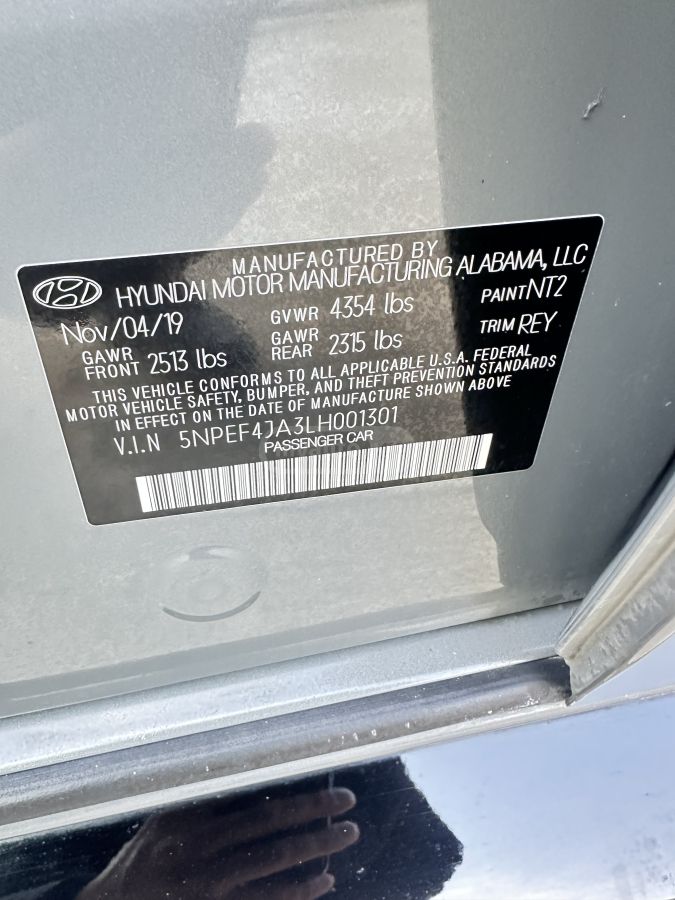 MANUFACTURED BY
HYUNDAI MOTOR MANUFACTURING ALABAMA, LLC
Nov/04/19 GVWR 4354 lbs PAINT NT2
GAWR FRONT 2513 lbs GAWR REAR 2315 lbs TRIM REY
THIS VEHICLE CONFORMS TO ALL APPLICABLE U.S.A. FEDERAL
MOTOR VEHICLE SAFETY, BUMPER, AND THEFT PREVENTION STANDARDS
IN EFFECT ON THE DATE OF MANUFACTURE SHOWN ABOVE
V.I.N 5NPEF4JA3LH001301
PASSENGER CAR